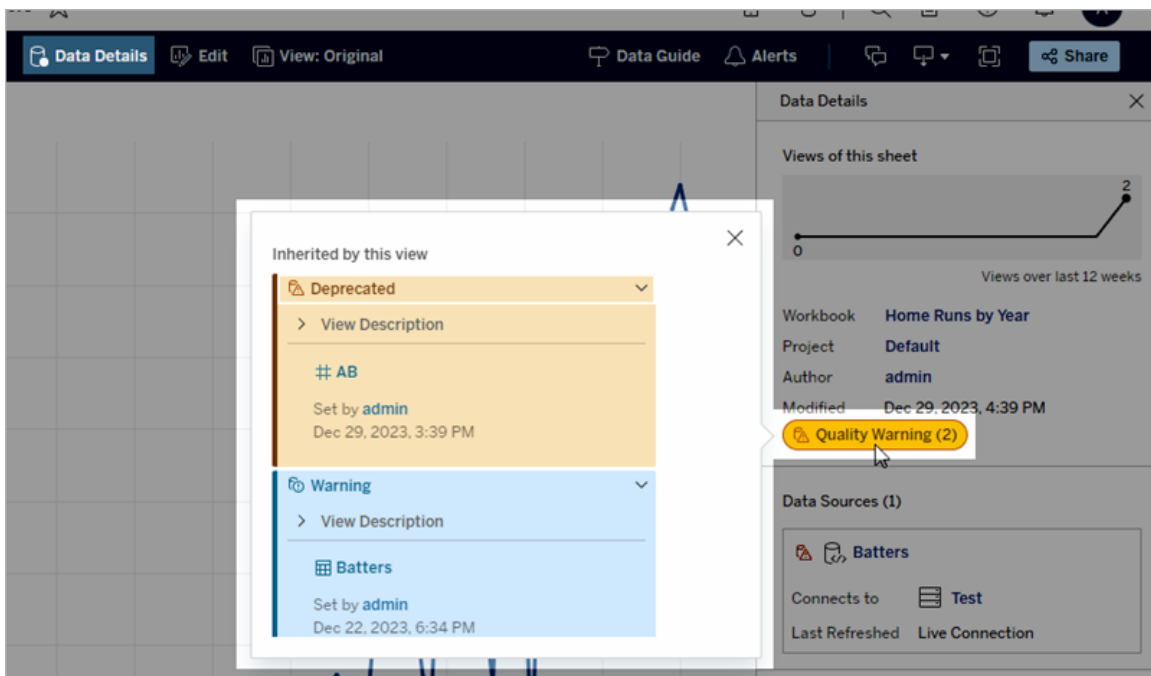 Data Details Edit View: Original Data Guide Alerts Share
Data Details
Views of this sheet
2
0
Views over last 12 weeks
Workbook Home Runs by Year
Project Default
Author admin
Modified Dec 29, 2023, 4:39 PM
Quality Warning (2)
Data Sources (1)
Batters
Connects to Test
Last Refreshed Live Connection
Inherited by this view
Deprecated
View Description
AB
Set by admin
Dec 29, 2023, 3:39 PM
Warning
View Description
Batters
Set by admin
Dec 22, 2023, 6:34 PM